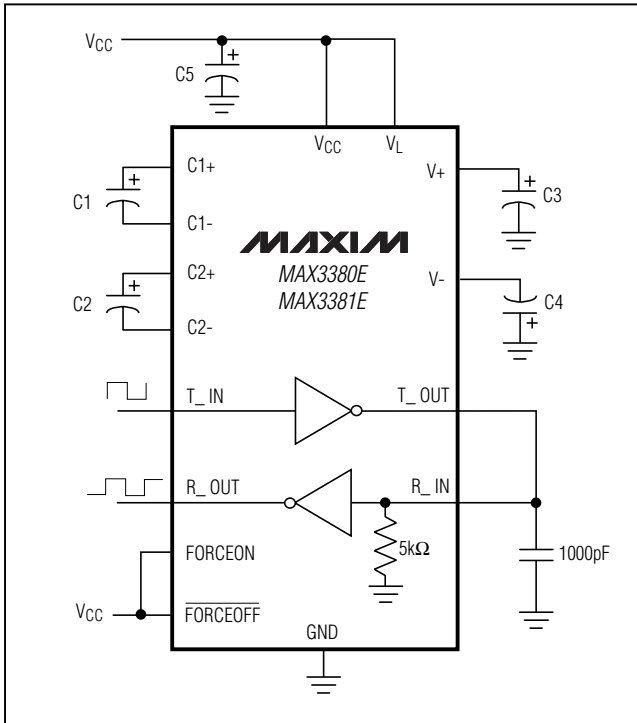 VCC
C5
VCC VL
C1+ V+
C1 C3
C1-
MAXIM
C2+ MAX3380E V-
MAX3381E
C2 C4
C2-
T_ IN T_ OUT
R_ OUT R_ IN
5kΩ
1000pF
FORCEON
VCC FORCEOFF
GND